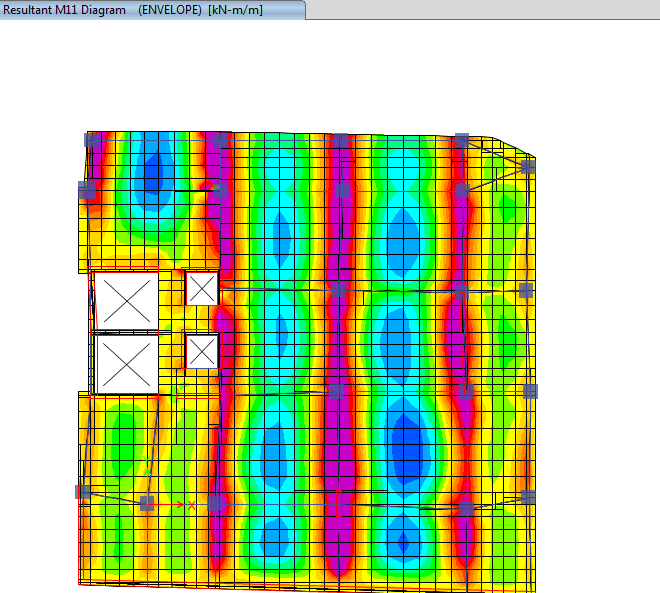 Resultant M11 Diagram (ENVELOPE) [kN-m/m]
X